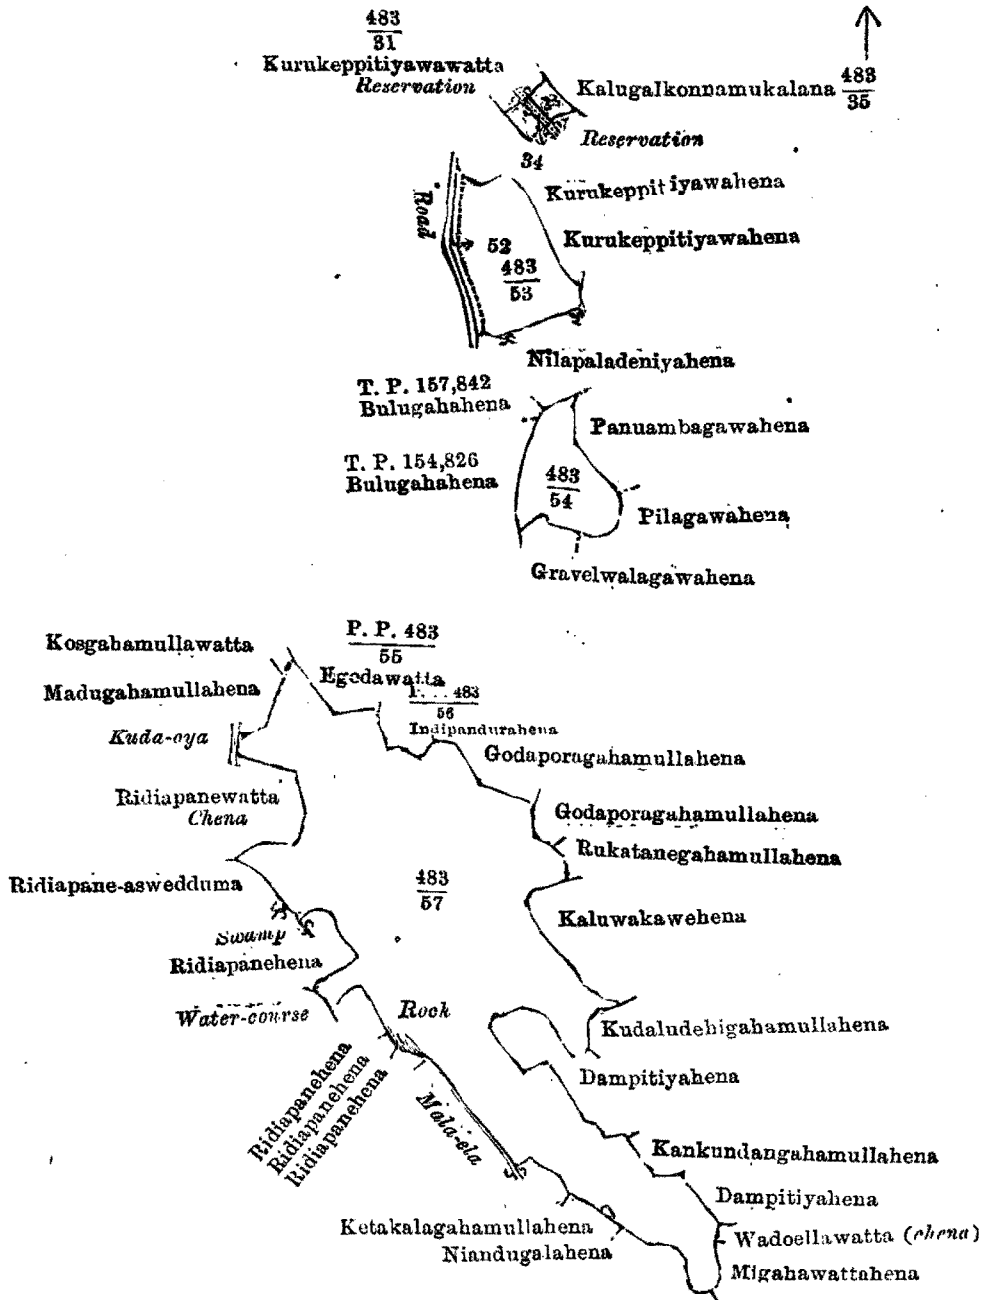 483
31
Kurukeppitiyawawatta
Reservation
Kalugalkonnamukalana 483
35
Reservation
34
Kurukeppitiyawahena
Road
Kurukeppitiyawahena
52
483
53
Nilapaladeniyahena
T. P. 157,842
Bulugahahena
Panuambagawahena
T. P. 154,826
Bulugahahena
483
54
Pilagawahena
Gravelwalagawahena
P. P. 483
55
Kosgahamullawatta
Egodawatta
Madugahamullahena
483
56
Indipandurahena
Kuda-oya
Godaporagahamullahena
Ridiapanewatta
Chena
Godaporagahamullahena
Rukatanegahamullahena
Ridiapane-aswedduma
483
57
Kaluwakawehena
Swamp
Ridiapanehena
Water-course
Rock
Kudaludehigahamullahena
Dampitiyahena
Ridiapanehena
Ridiapanehena
Ridiapanehena
Mala-ela
Kankundangahamullahena
Dampitiyahena
Ketakalagahamullahena
Wadoellawatta (chena)
Niandugalahena
Migahawattahena